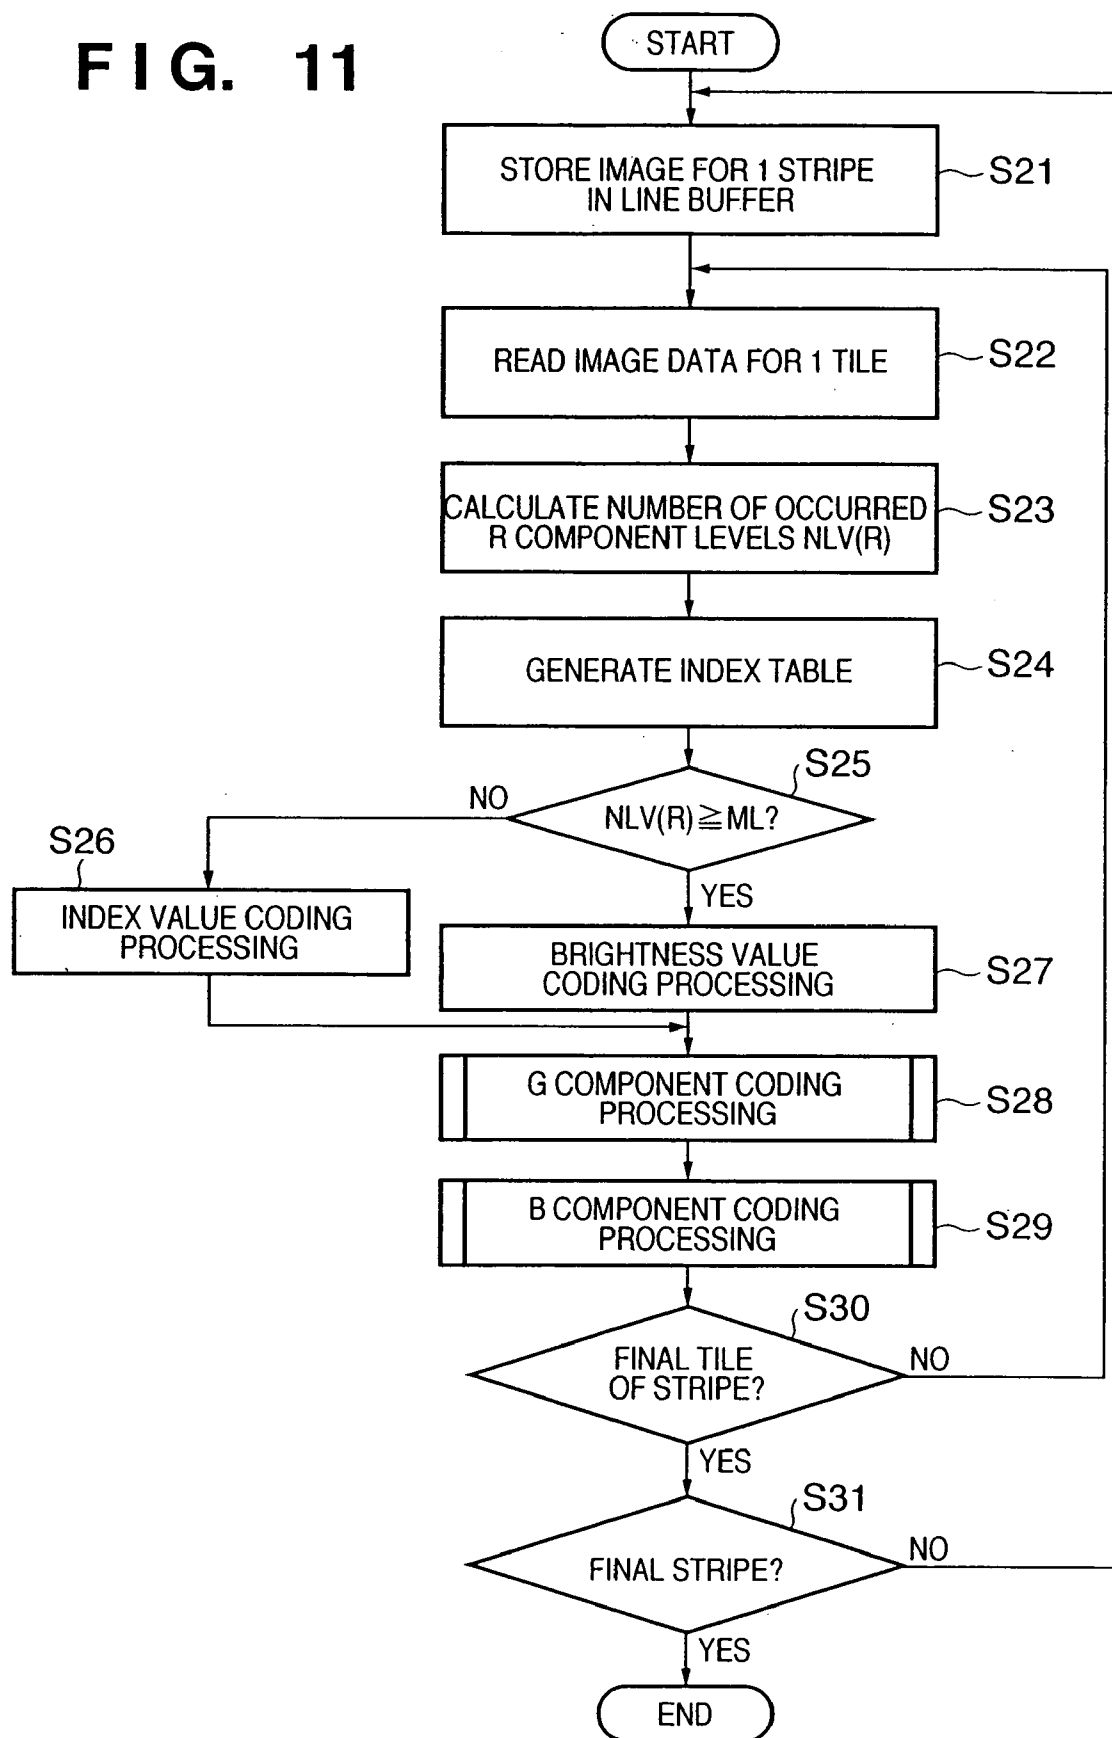 FIG. 11
START
STORE IMAGE FOR 1 STRIPE
IN LINE BUFFER
S21
READ IMAGE DATA FOR 1 TILE
S22
CALCULATE NUMBER OF OCCURRED
R COMPONENT LEVELS NLV(R)
S23
GENERATE INDEX TABLE
S24
S25
NLV(R)≧ML?
NO
YES
S26
INDEX VALUE CODING
PROCESSING
BRIGHTNESS VALUE
CODING PROCESSING
S27
G COMPONENT CODING
PROCESSING
S28
B COMPONENT CODING
PROCESSING
S29
S30
FINAL TILE
OF STRIPE?
NO
YES
S31
FINAL STRIPE?
NO
YES
END